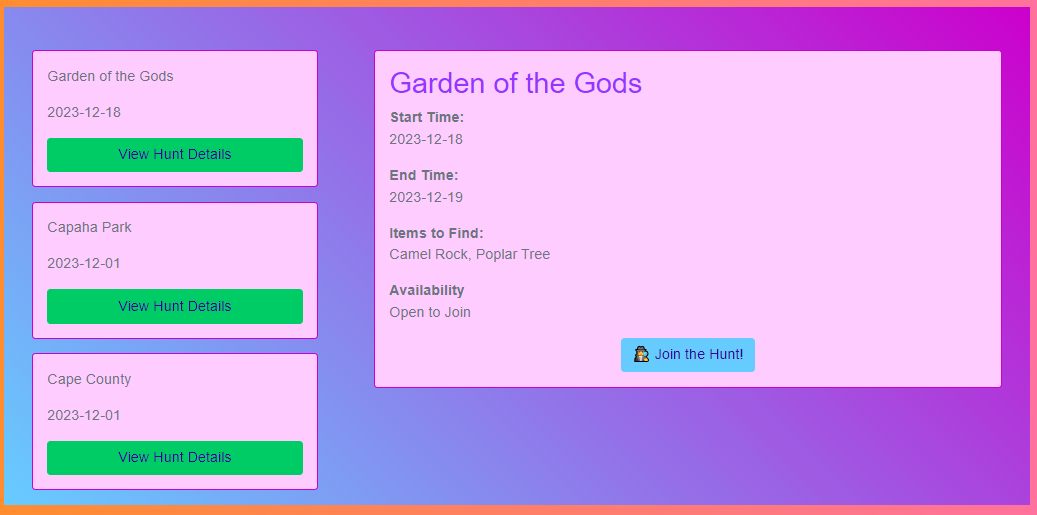 Garden of the Gods
2023-12-18
View Hunt Details
Capaha Park
2023-12-01
View Hunt Details
Cape County
2023-12-01
View Hunt Details
Garden of the Gods
Start Time:
2023-12-18
End Time:
2023-12-19
Items to Find:
Camel Rock, Poplar Tree
Availability
Open to Join
Join the Hunt!